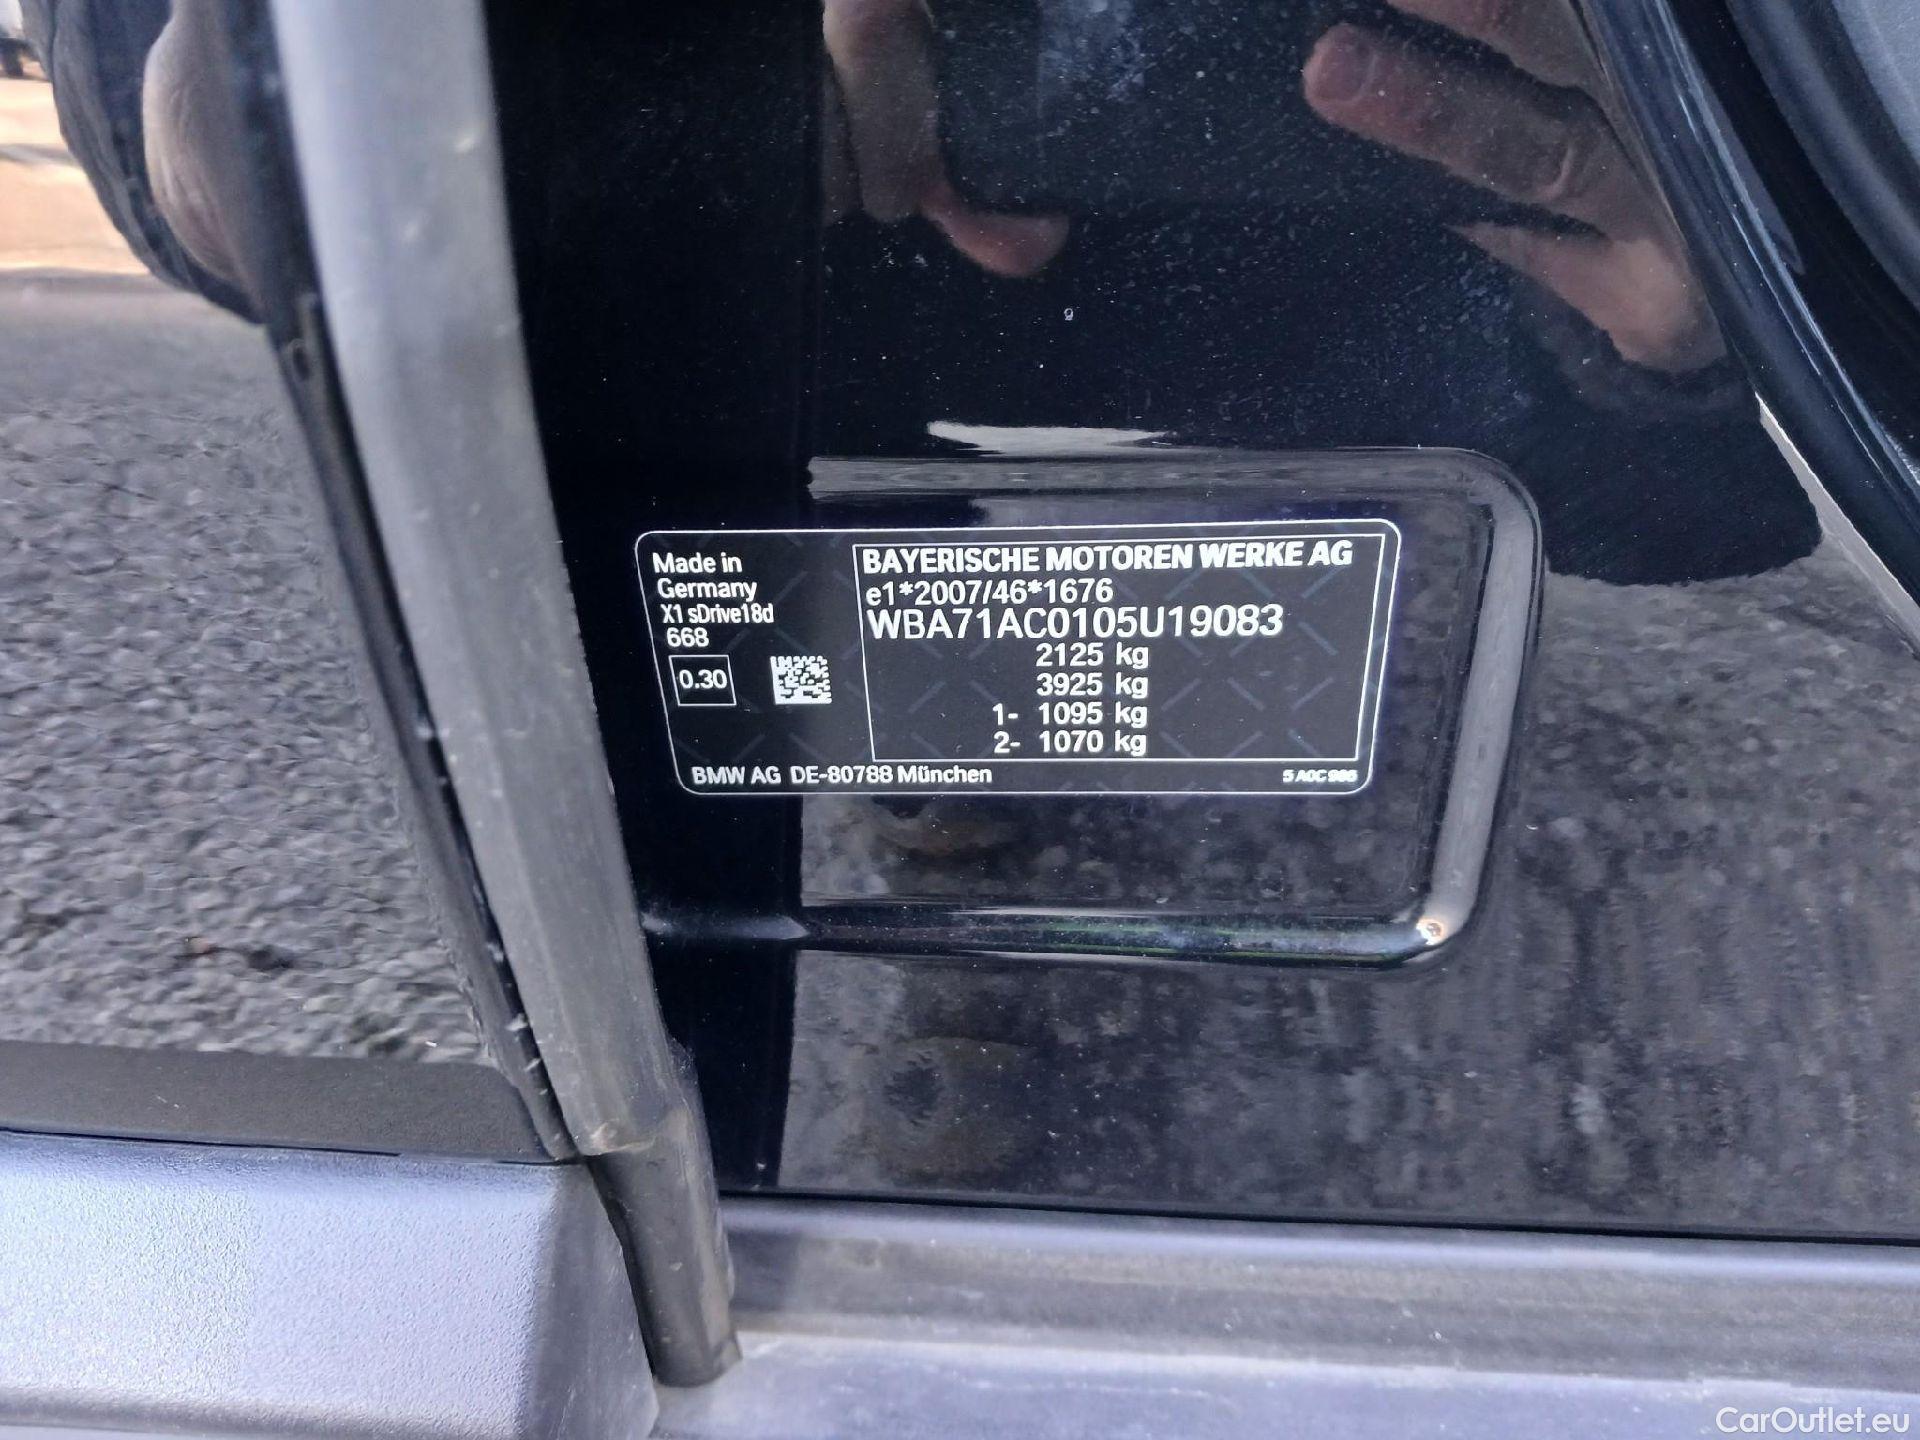 Made in
Germany
X1 sDrive18d
668
0.30
BAYERISCHE MOTOREN WERKE AG
e1*2007/46*1676
WBA71AC0105U19083
2125 kg
3925 kg
1- 1095 kg
2- 1070 kg
BMW AG DE-80788 München
CarOutlet.eu